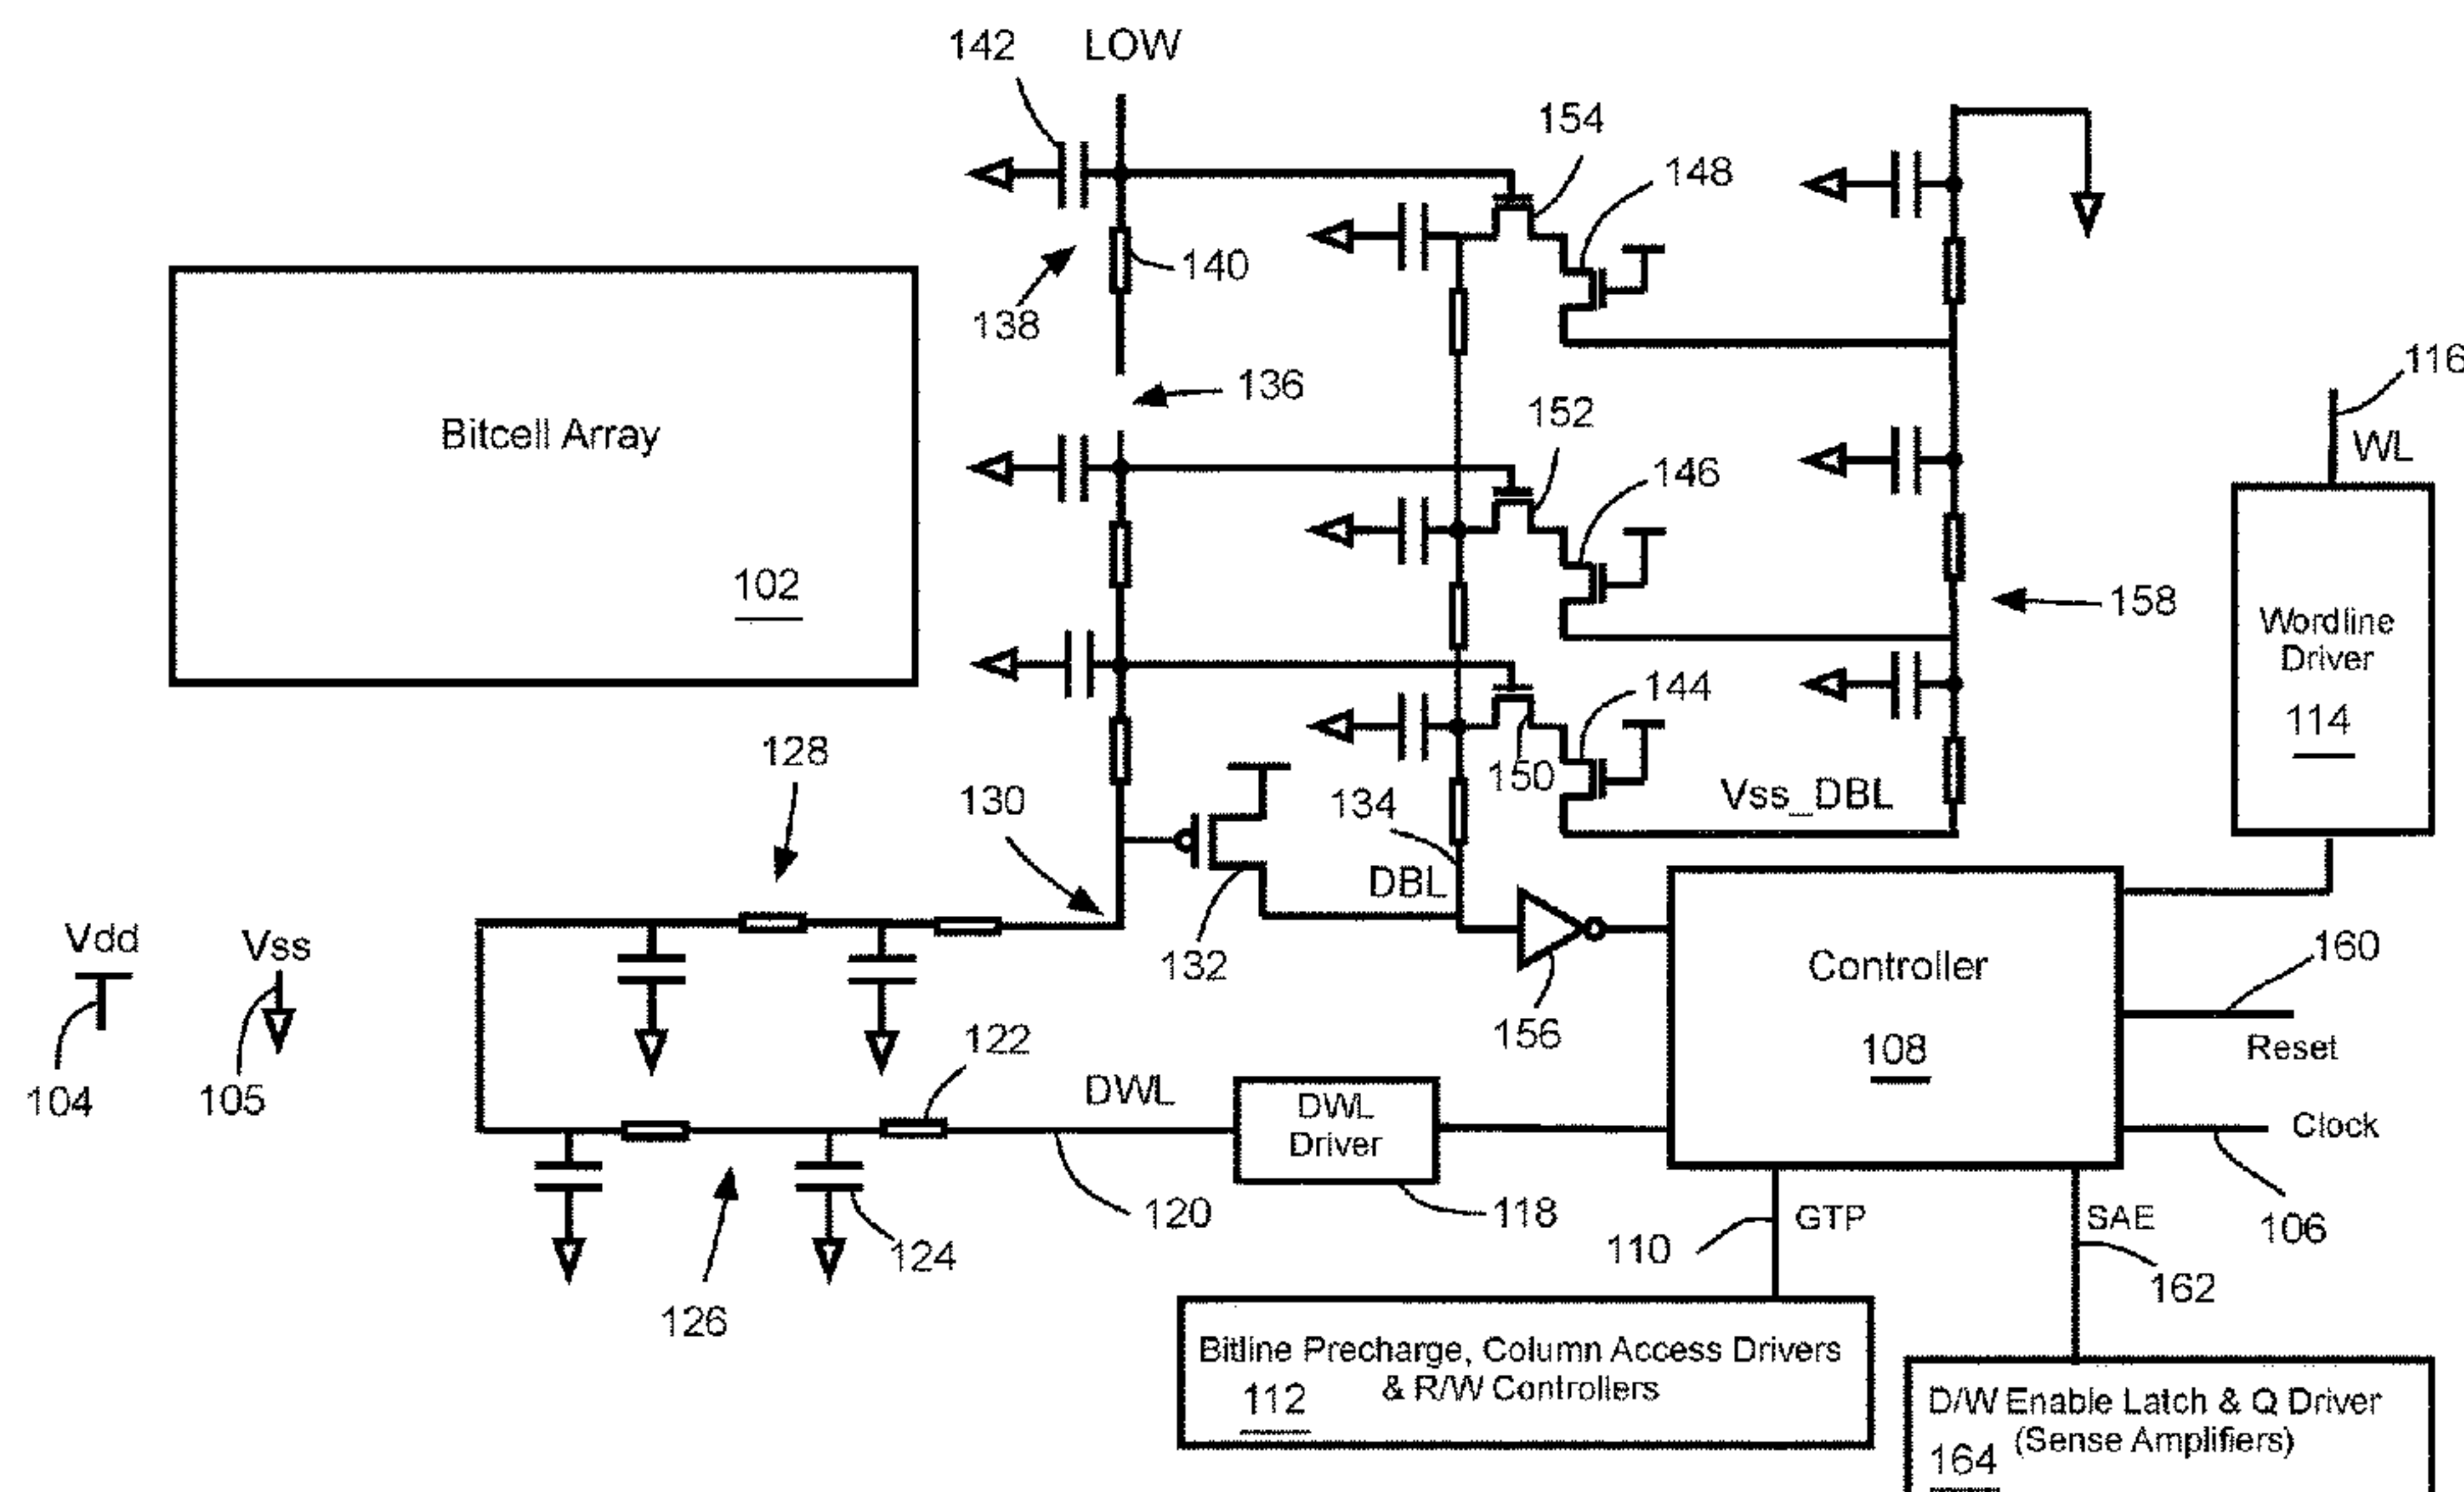 142
LOW
154
148
138
140
136
116
WL
152
146
Bitcell Array
102
158
Wordline
Driver
114
144
150
Vss_DBL
128
130
134
DBL
132
Vdd
Vss
104
105
156
Controller
108
160
Reset
122
DWL
DWL
Driver
Clock
106
120
118
124
126
110
GTP
SAE
162
Bitline Precharge, Column Access Drivers
& R/W Controllers
112
D/W Enable Latch & Q Driver
(Sense Amplifiers)
164